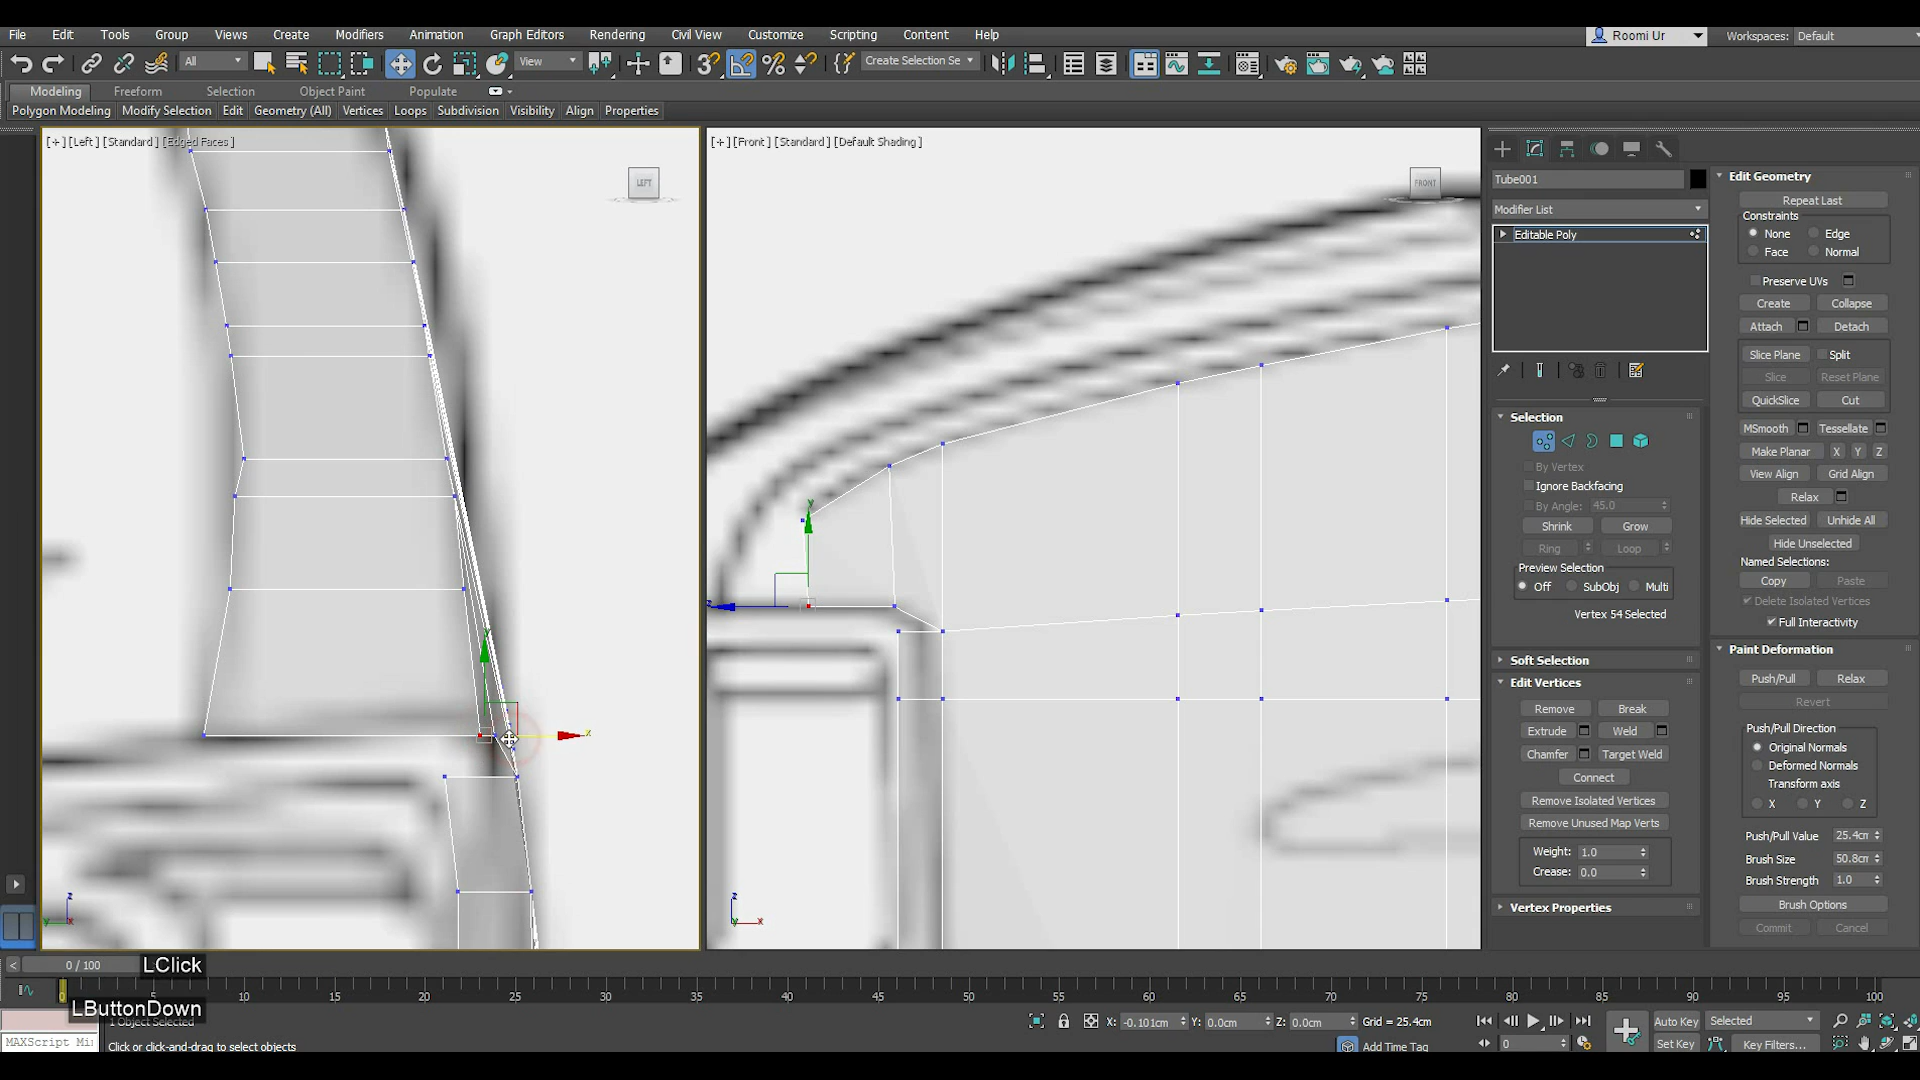 File Edit Tools Group Views Create Modifiers Animation Graph Editors Rendering Civil View Customize Scripting Content Help Roomi Ur Workspaces: Default
All View Create Selection Se
Modeling Freeform Selection Object Paint Populate
Polygon Modeling Modify Selection Edit Geometry (All) Vertices Loops Subdivision Visibility Align Properties
[+] [Left] [Standard] [Edged Faces]
LEFT
[+] [Front] [Standard] [Default Shading]
FRONT
Tube001
Modifier List
Editable Poly
Selection
By Vertex
Ignore Backfacing
By Angle: 45.0
Shrink Grow
Ring Loop
Preview Selection
Off SubObj Multi
Vertex 54 Selected
Soft Selection
Edit Vertices
Remove Break
Extrude Weld
Chamfer Target Weld
Connect
Remove Isolated Vertices
Remove Unused Map Verts
Weight: 1.0
Crease: 0.0
Vertex Properties
Edit Geometry
Repeat Last
Constraints
None Edge
Face Normal
Preserve UVs
Create Collapse
Attach Detach
Slice Plane Split
Slice Reset Plane
QuickSlice Cut
MSmooth Tessellate
Make Planar X Y Z
View Align Grid Align
Relax
Hide Selected Unhide All
Hide Unselected
Named Selections:
Copy Paste
Delete Isolated Vertices
Full Interactivity
Paint Deformation
Push/Pull Relax
Revert
Push/Pull Direction
Original Normals
Deformed Normals
Transform axis
X Y Z
Push/Pull Value 25.4cm
Brush Size 50.8cm
Brush Strength 1.0
Brush Options
Commit Cancel
0 / 100
LClick
0 5 10 15 20 25 30 35 40 45 50 55 60 65 70 75 80 85 90 95 100
LButtonDown
1 Object Selected
X: -0.101cm Y: 0.0cm Z: 0.0cm Grid = 25.4cm
Auto Key Selected
MAXScript Mi
Click or click-and-drag to select objects
Add Time Tag
0
Set Key Key Filters...